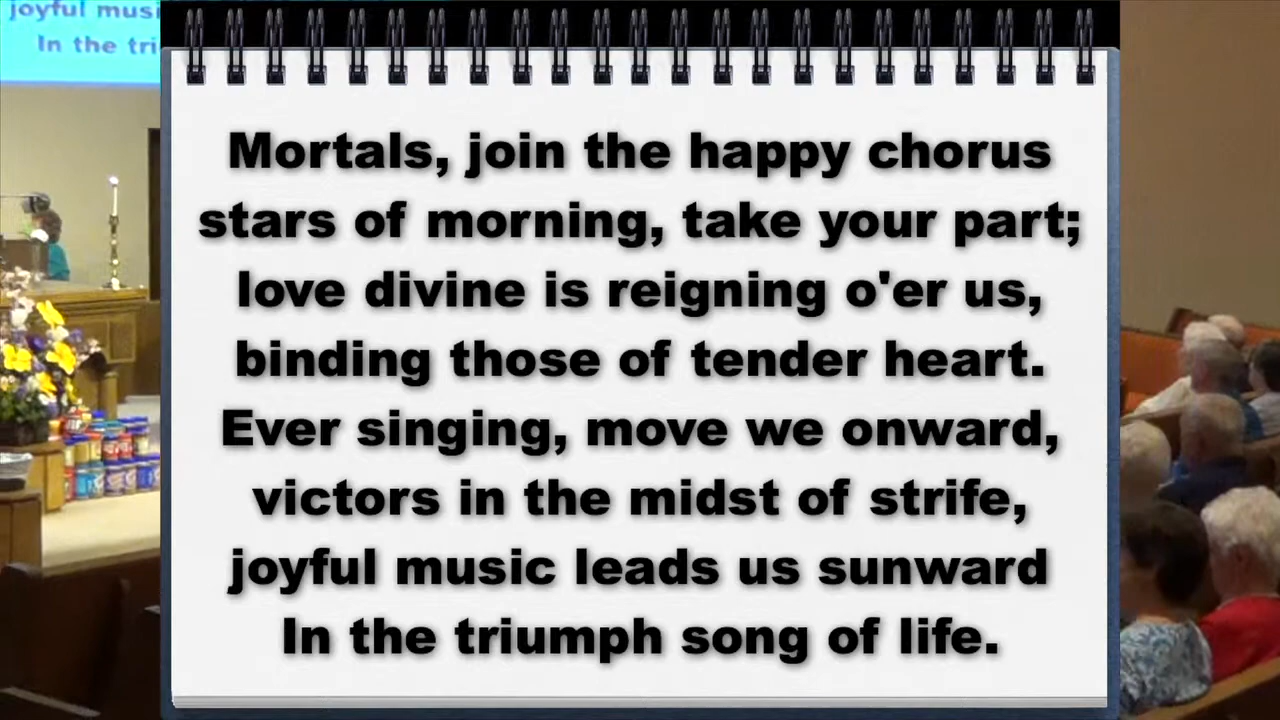 joyful musi
In the tri
Mortals, join the happy chorus
stars of morning, take your part;
love divine is reigning o'er us,
binding those of tender heart.
Ever singing, move we onward,
victors in the midst of strife,
joyful music leads us sunward
In the triumph song of life.